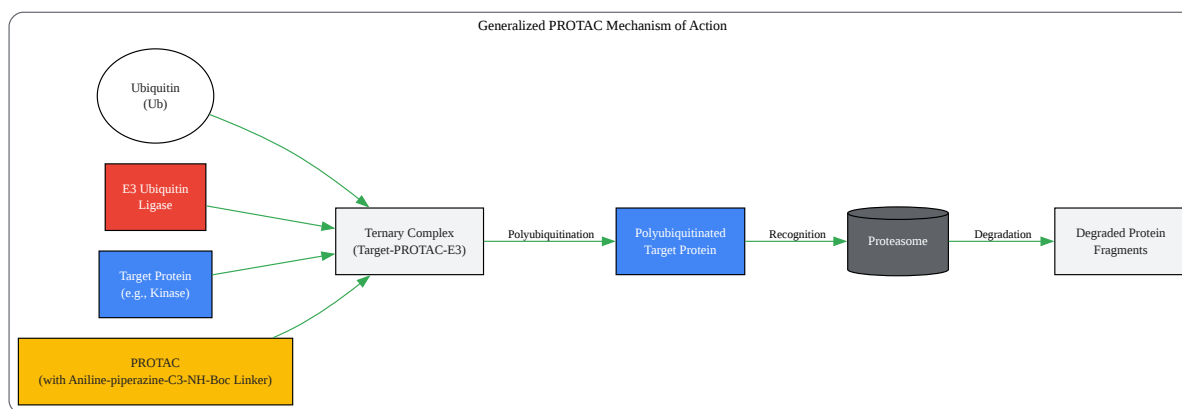 Generalized PROTAC Mechanism of Action
Ubiquitin
(Ub)
E3 Ubiquitin
Ligase
Target Protein
(e.g., Kinase)
PROTAC
(with Aniline-piperazine-C3-NH-Boc Linker)
Ternary Complex
(Target-PROTAC-E3)
Polyubiquitination
Polyubiquitinated
Target Protein
Recognition
Proteasome
Degradation
Degraded Protein
Fragments